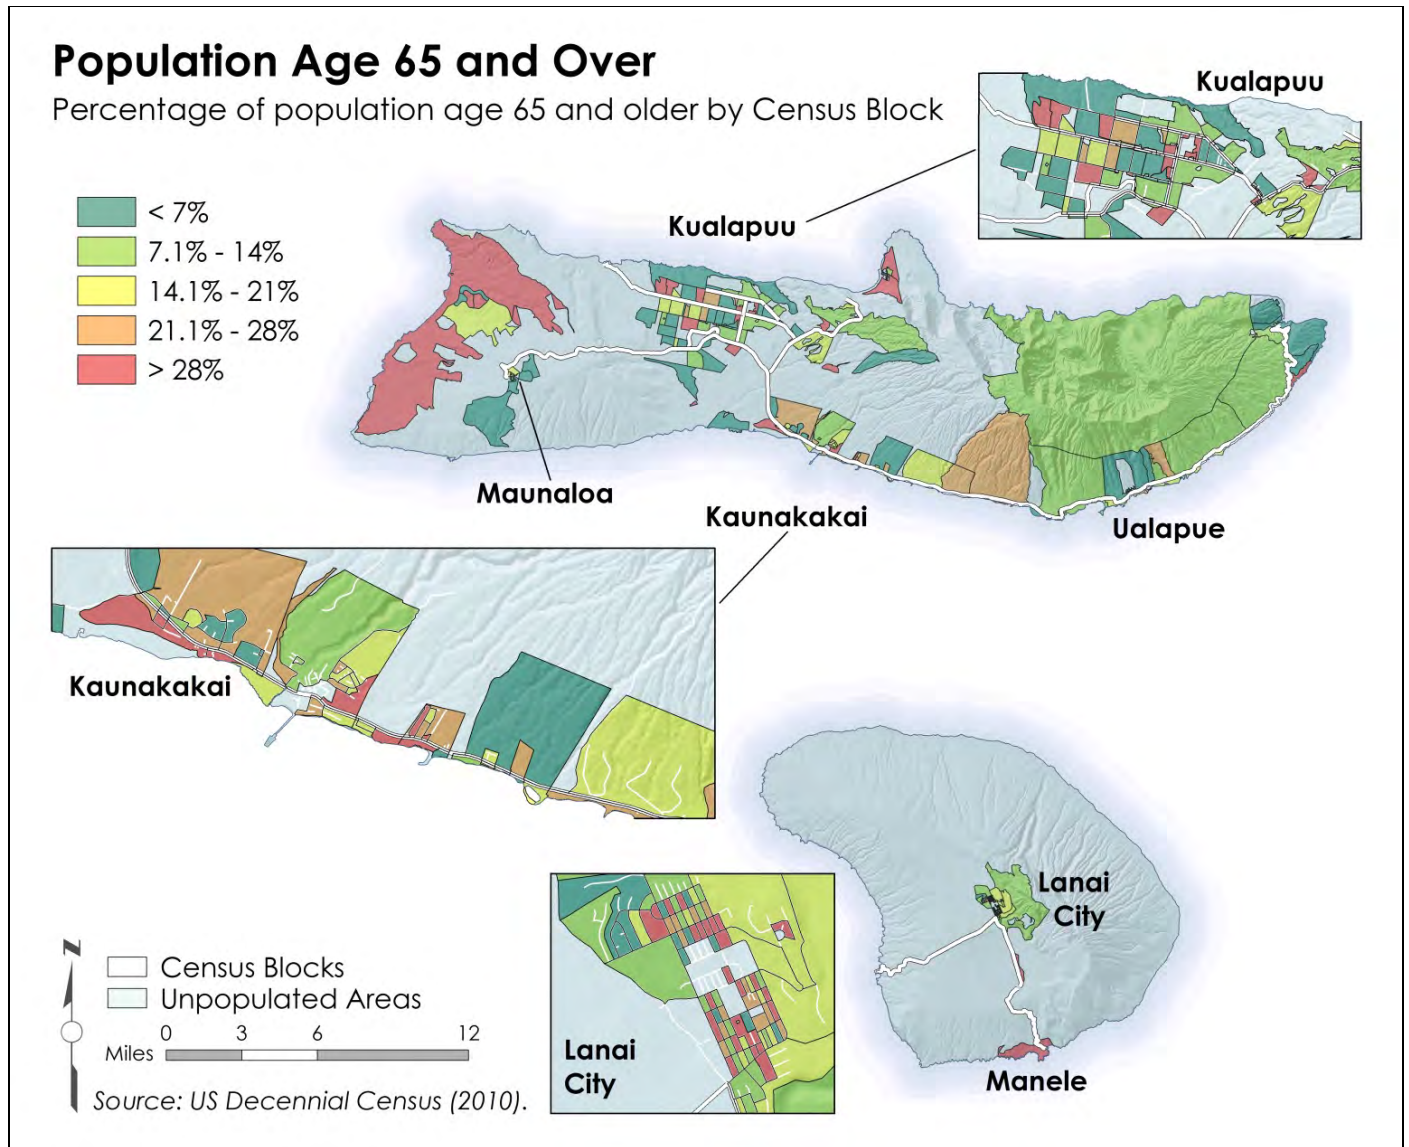 Population Age 65 and Over
Percentage of population age 65 and older by Census Block
Kualapuu
< 7%
7.1% - 14%
14.1% - 21%
21.1% - 28%
> 28%
Kualapuu
Maunaloa
Kaunakakai
Ualapue
Kaunakakai
Lanai
City
Manele
Lanai
City
N
Census Blocks
Unpopulated Areas
0 3 6 12
Miles
Source: US Decennial Census (2010).